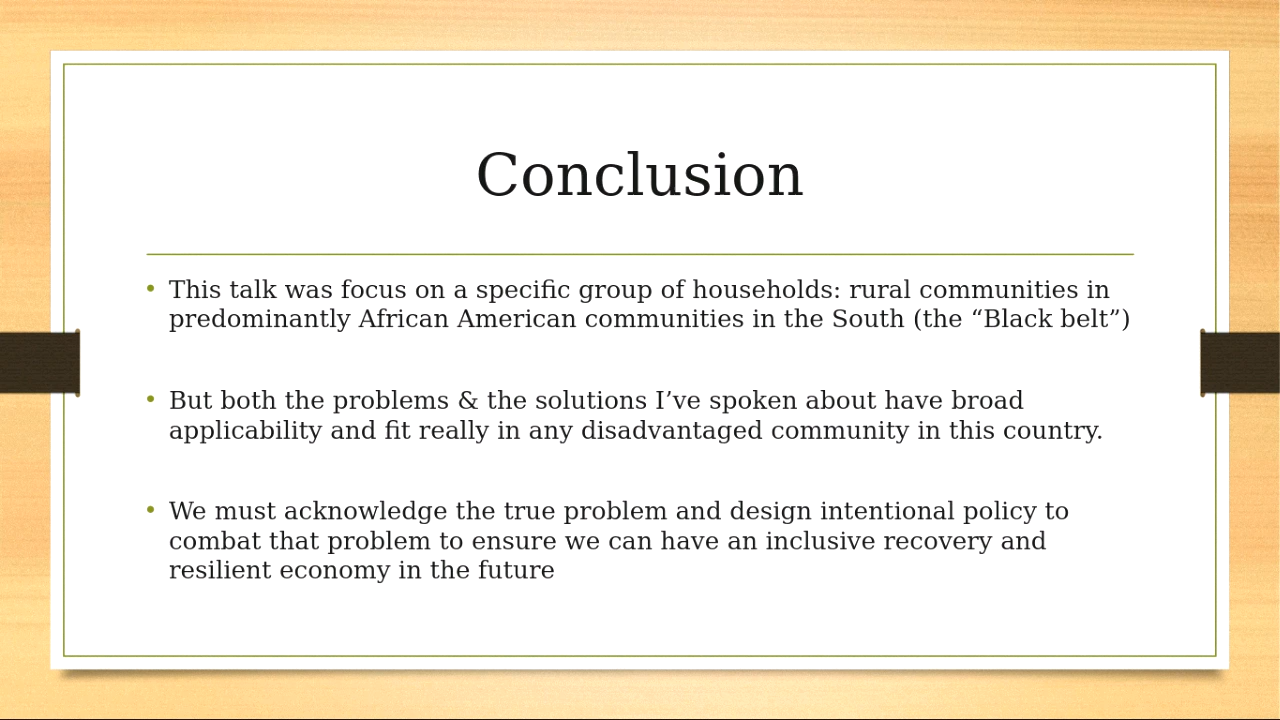 Conclusion
• This talk was focus on a specific group of households: rural communities in
predominantly African American communities in the South (the “Black belt”)
• But both the problems & the solutions I’ve spoken about have broad
applicability and fit really in any disadvantaged community in this country.
• We must acknowledge the true problem and design intentional policy to
combat that problem to ensure we can have an inclusive recovery and
resilient economy in the future